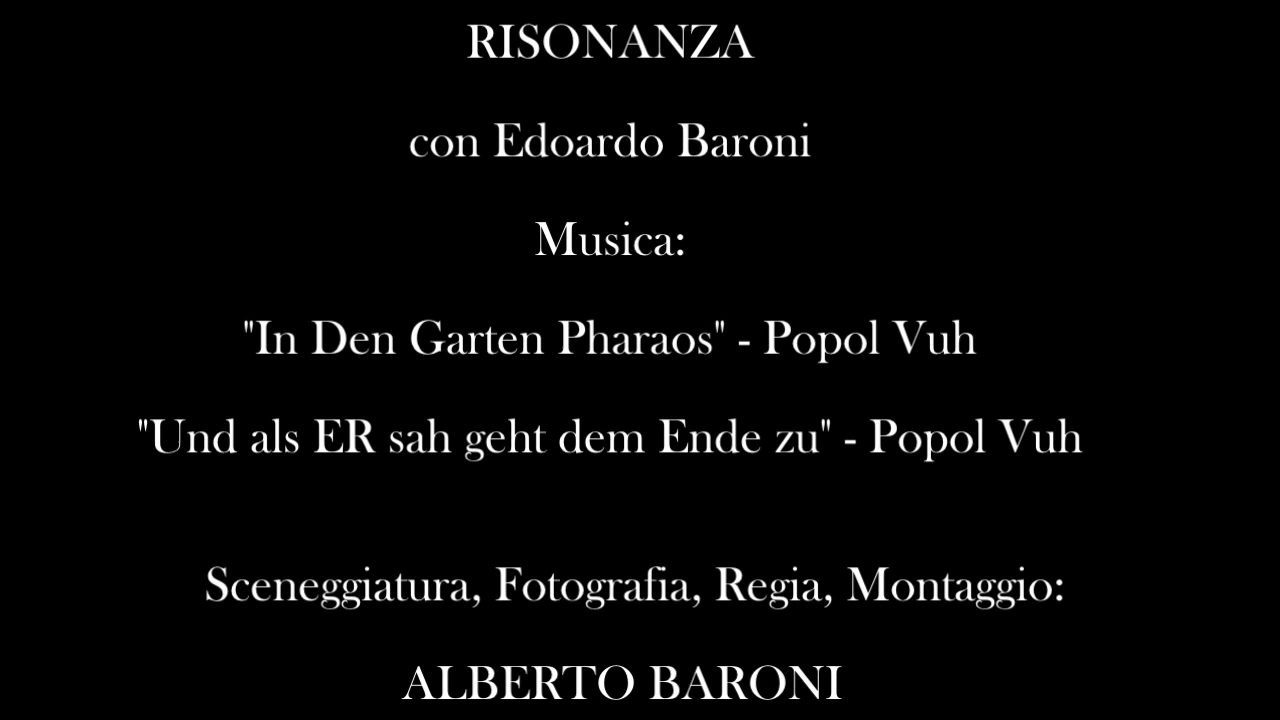 RISONANZA
con Edoardo Baroni
Musica:
"In Den Garten Pharaos" - Popol Vuh
"Und als ER sah geht dem Ende zu" - Popol Vuh
Sceneggiatura, Fotografia, Regia, Montaggio:
ALBERTO BARONI